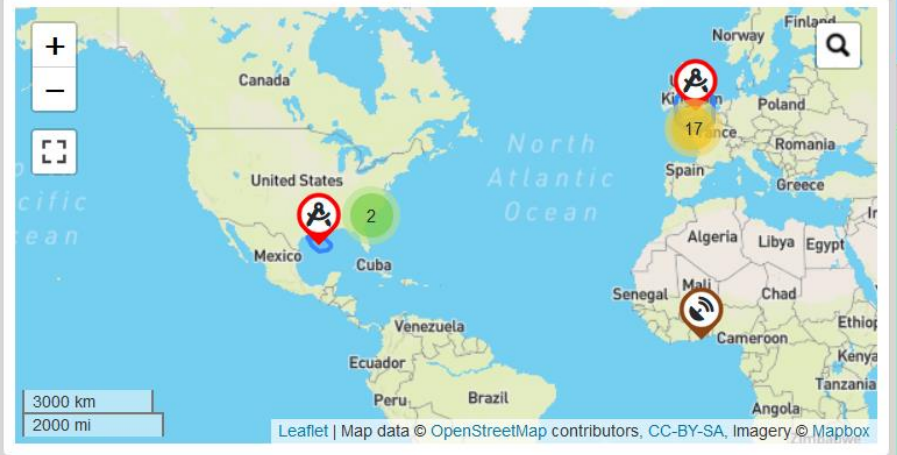 +
−
Canada
United States
Mexico
Cuba
2
Venezuela
Ecuador
Peru
Brazil
North
Atlantic
Ocean
Finland
Norway
Poland
17
Romania
Spain
Greece
Algeria
Libya
Egypt
Senegal
Mali
Chad
Cameroon
Kenya
Tanzania
Angola
3000 km
2000 mi
Leaflet | Map data © OpenStreetMap contributors, CC-BY-SA, Imagery © Mapbox